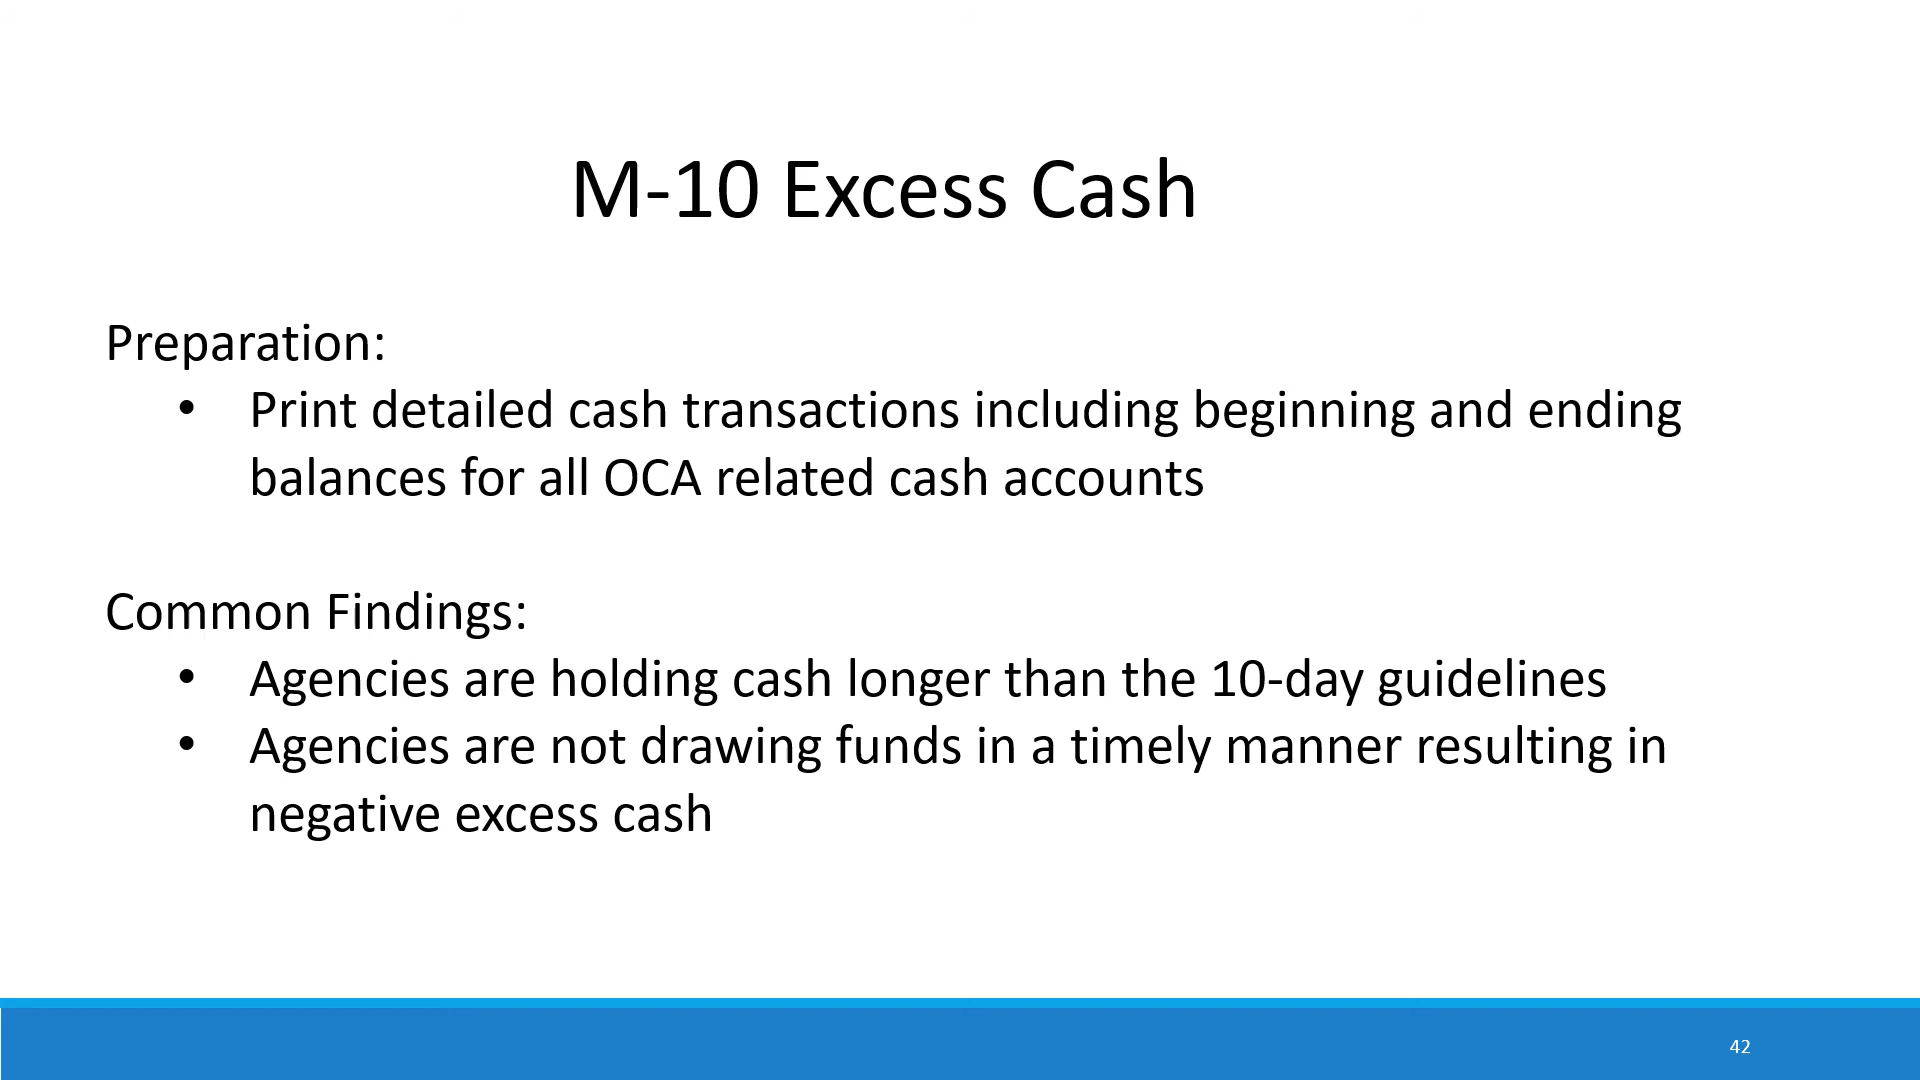 M-10 Excess Cash
Preparation:
• Print detailed cash transactions including beginning and ending
balances for all OCA related cash accounts
Common Findings:
• Agencies are holding cash longer than the 10-day guidelines
• Agencies are not drawing funds in a timely manner resulting in
negative excess cash
42